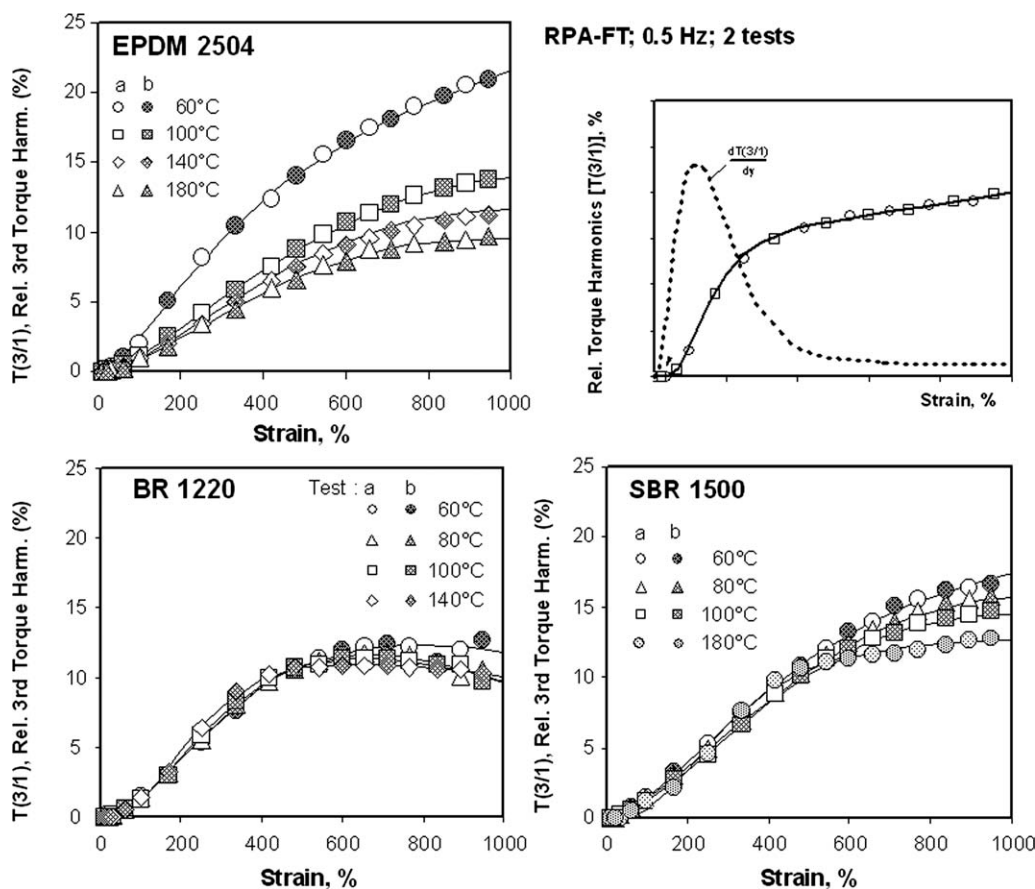 EPDM 2504
a b
60°C
100°C
140°C
180°C
T(3/1), Rel. 3rd Torque Harm. (%)
25
20
15
10
5
0
0 200 400 600 800 1000
Strain, %
RPA-FT; 0.5 Hz; 2 tests
dT(3/1)
dγ
Rel. Torque Harmonics [T(3/1)], %
Strain, %
BR 1220
Test : a b
60°C
80°C
100°C
140°C
T(3/1), Rel. 3rd Torque Harm. (%)
25
20
15
10
5
0
0 200 400 600 800 1000
Strain, %
SBR 1500
a b
60°C
80°C
100°C
180°C
T(3/1), Rel. 3rd Torque Harm. (%)
25
20
15
10
5
0
0 200 400 600 800 1000
Strain, %